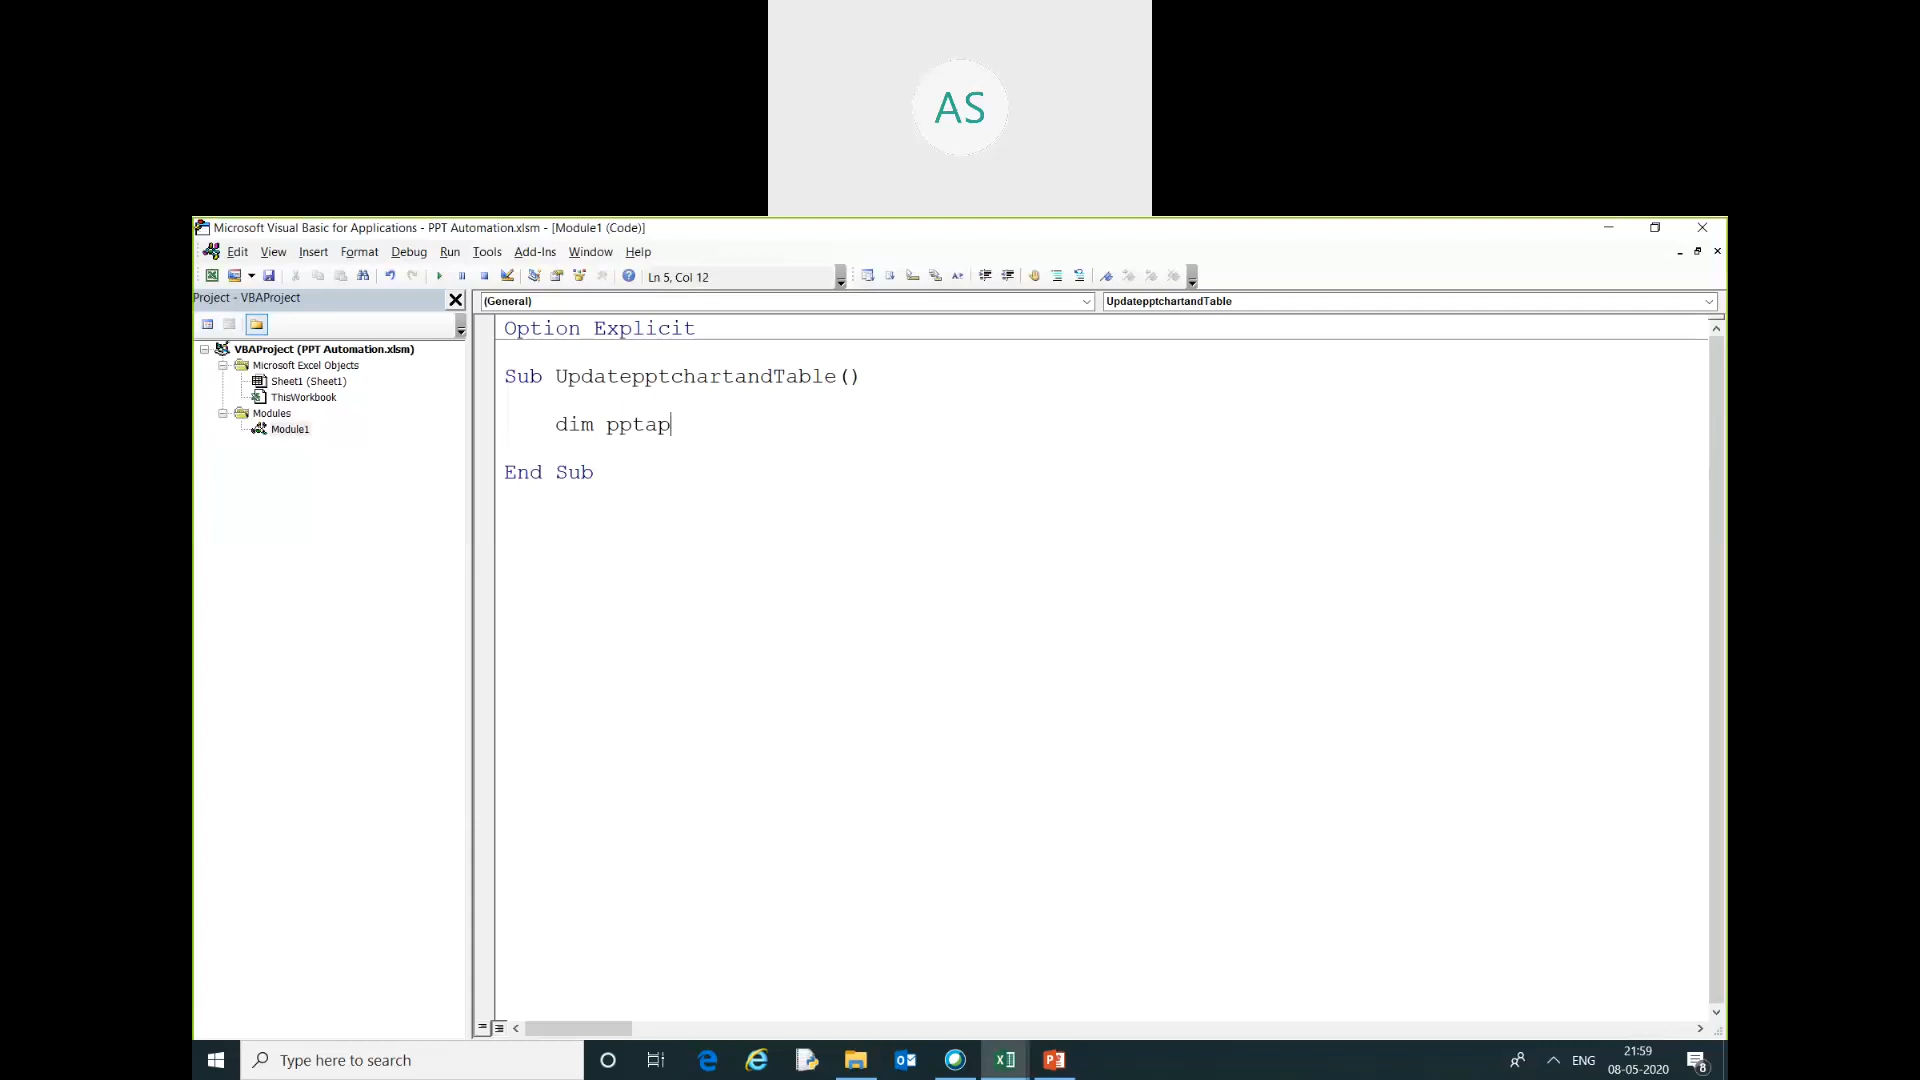 AS
Microsoft Visual Basic for Applications - PPT Automation.xlsm - [Module1 (Code)]
Edit View Insert Format Debug Run Tools Add-Ins Window Help
Ln 5, Col 12
Project - VBAProject
(General)
UpdatepptchartandTable
VBAProject (PPT Automation.xlsm)
Microsoft Excel Objects
Sheet1 (Sheet1)
ThisWorkbook
Modules
Module1
Option Explicit
Sub UpdatepptchartandTable()
dim pptap
End Sub
Type here to search
ENG
21:59
08-05-2020
8